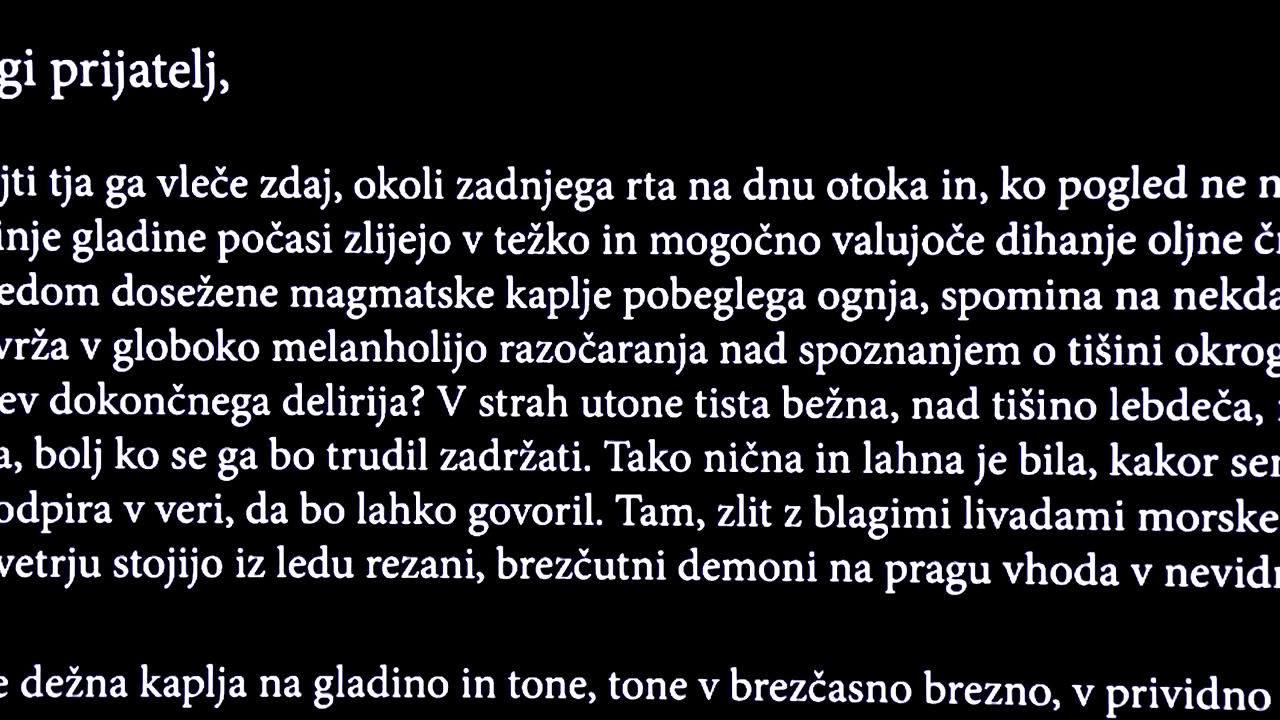 gi prijatelj,
jti tja ga vleče zdaj, okoli zadnjega rta na dnu otoka in, ko pogled ne
inje gladine počasi zlijejo v težko in mogočno valujoče dihanje oljne
edom dosežene magmatske kaplje pobeglega ognja, spomina na nekda
vrža v globoko melanholijo razočaranja nad spoznanjem o tišini okrog
ev dokončnega delirija? V strah utone tista bežna, nad tišino lebdeča,
a, bolj ko se ga bo trudil zadržati. Tako nična in lahna je bila, kakor sen
odpira v veri, da bo lahko govoril. Tam, zlit z blagimi livadami morske
vetrju stojijo iz ledu rezani, brezčutni demoni na pragu vhoda v nevidn
e dežna kaplja na gladino in tone, tone v brezčasno brezno, v prividno